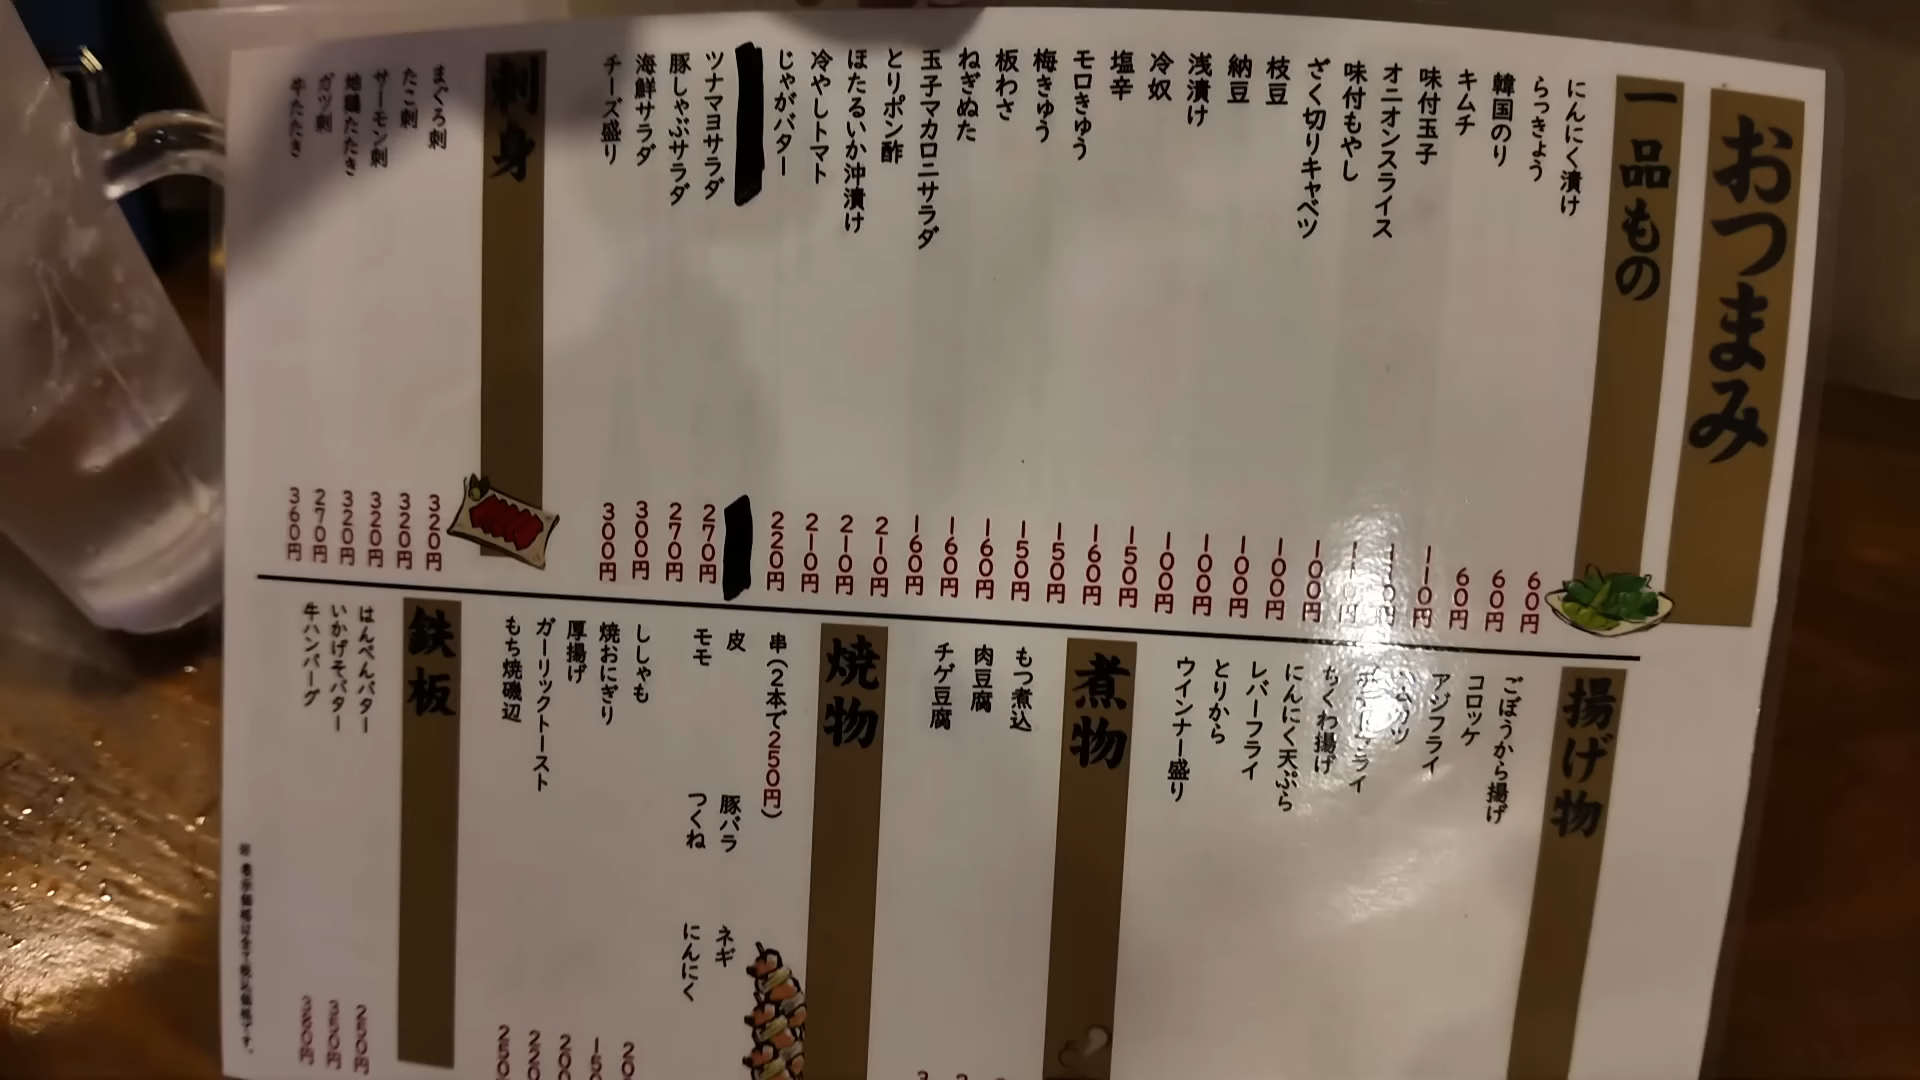 おつまみ
一品もの
にんにく漬け 60円
らっきょう 60円
韓国のり 60円
キムチ 110円
味付玉子
オニオンスライス
味付もやし 100円
ざく切りキャベツ 100円
枝豆 100円
納豆 100円
浅漬け 100円
冷奴 150円
塩辛 160円
モロきゅう 150円
梅きゅう 150円
板わさ 160円
ねぎぬた 160円
玉子マカロニサラダ 160円
とりポン酢 210円
ほたるいか沖漬け 210円
冷やしトマト 210円
じゃがバター 220円
ツナマヨサラダ 270円
豚しゃぶサラダ 270円
海鮮サラダ 300円
チーズ盛り 300円
刺身
まぐろ刺 320円
たこ刺 320円
サーモン刺 320円
地鶏たたき 320円
ガツ刺 270円
牛たたき 360円
揚げ物
ごぼうから揚げ
コロッケ
アジフライ
ハムカツ
フライ
ちくわ揚げ
にんにく天ぷら
レバーフライ
とりから
ウインナー盛り
煮物
もつ煮込
肉豆腐
チゲ豆腐
焼物
串(2本で250円)
皮 豚バラ ネギ
モモ つくね にんにく
ししゃも
焼おにぎり
厚揚げ
ガーリックトースト
もち焼磯辺
鉄板
はんぺんバター 250円
いかげそバター 350円
牛ハンバーグ 380円
※ 表示価格は全て税込価格です。